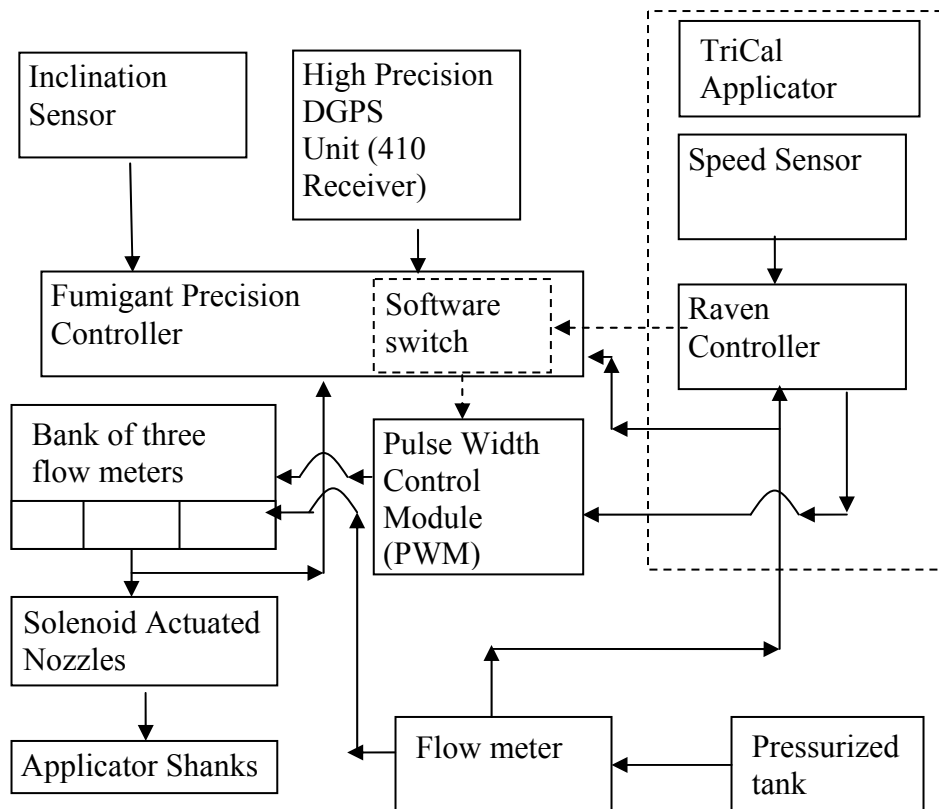 Inclination
Sensor
High Precision
DGPS
Unit (410
Receiver)
TriCal
Applicator
Speed Sensor
Fumigant Precision
Controller
Software
switch
Raven
Controller
Bank of three
flow meters
Pulse Width
Control
Module
(PWM)
Solenoid Actuated
Nozzles
Applicator Shanks
Flow meter
Pressurized
tank